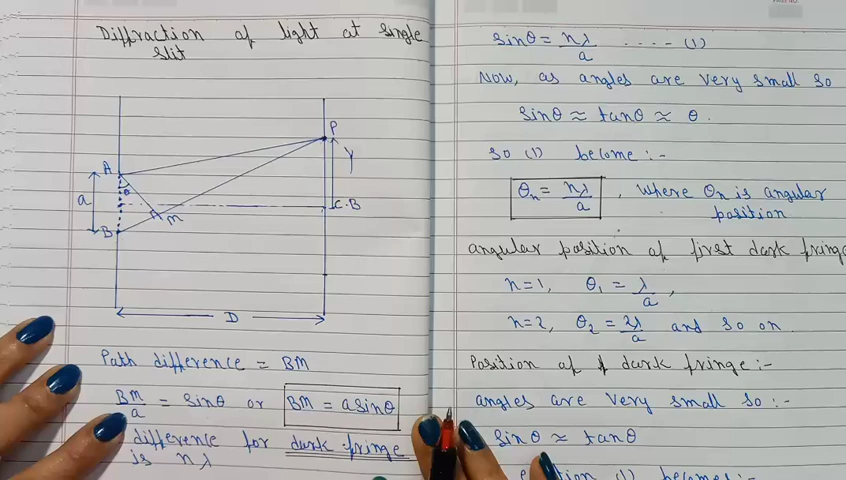 Diffraction of light at single
slit
A
θ
a
B
M
P
Y
C.B
D
Path difference = BM
BM/a = sinθ or BM = asinθ
difference for dark fringe
is nλ
sinθ = nλ/a .... (1)
Now, as angles are very small so
sinθ ≈ tanθ ≈ θ.
so (1) become :-
θn = nλ/a , where θn is angular
position
angular position of first dark fringe
n=1, θ1 = λ/a,
n=2, θ2 = 2λ/a and so on.
Position of dark fringe :-
angles are very small so :-
sinθ ≈ tanθ
(1) becomes :-